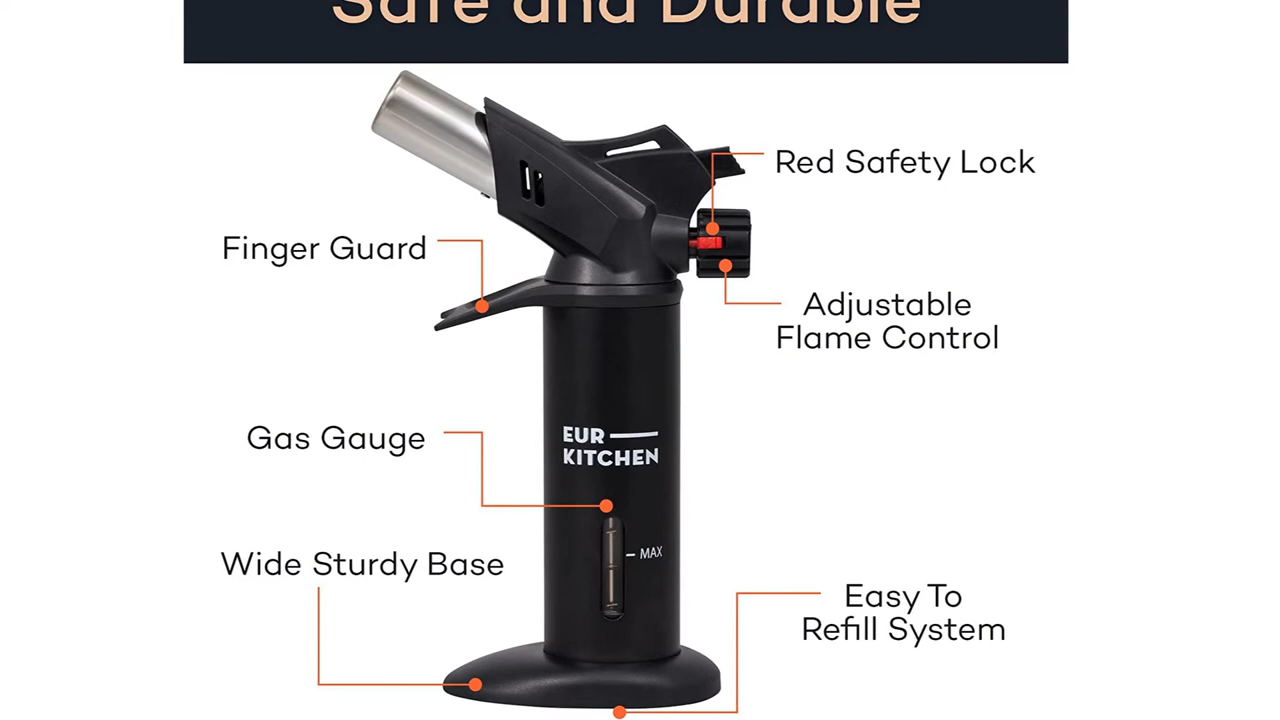 Safe and Durable
Red Safety Lock
Finger Guard
Adjustable
Flame Control
Gas Gauge
EUR
KITCHEN
MAX
Wide Sturdy Base
Easy To
Refill System